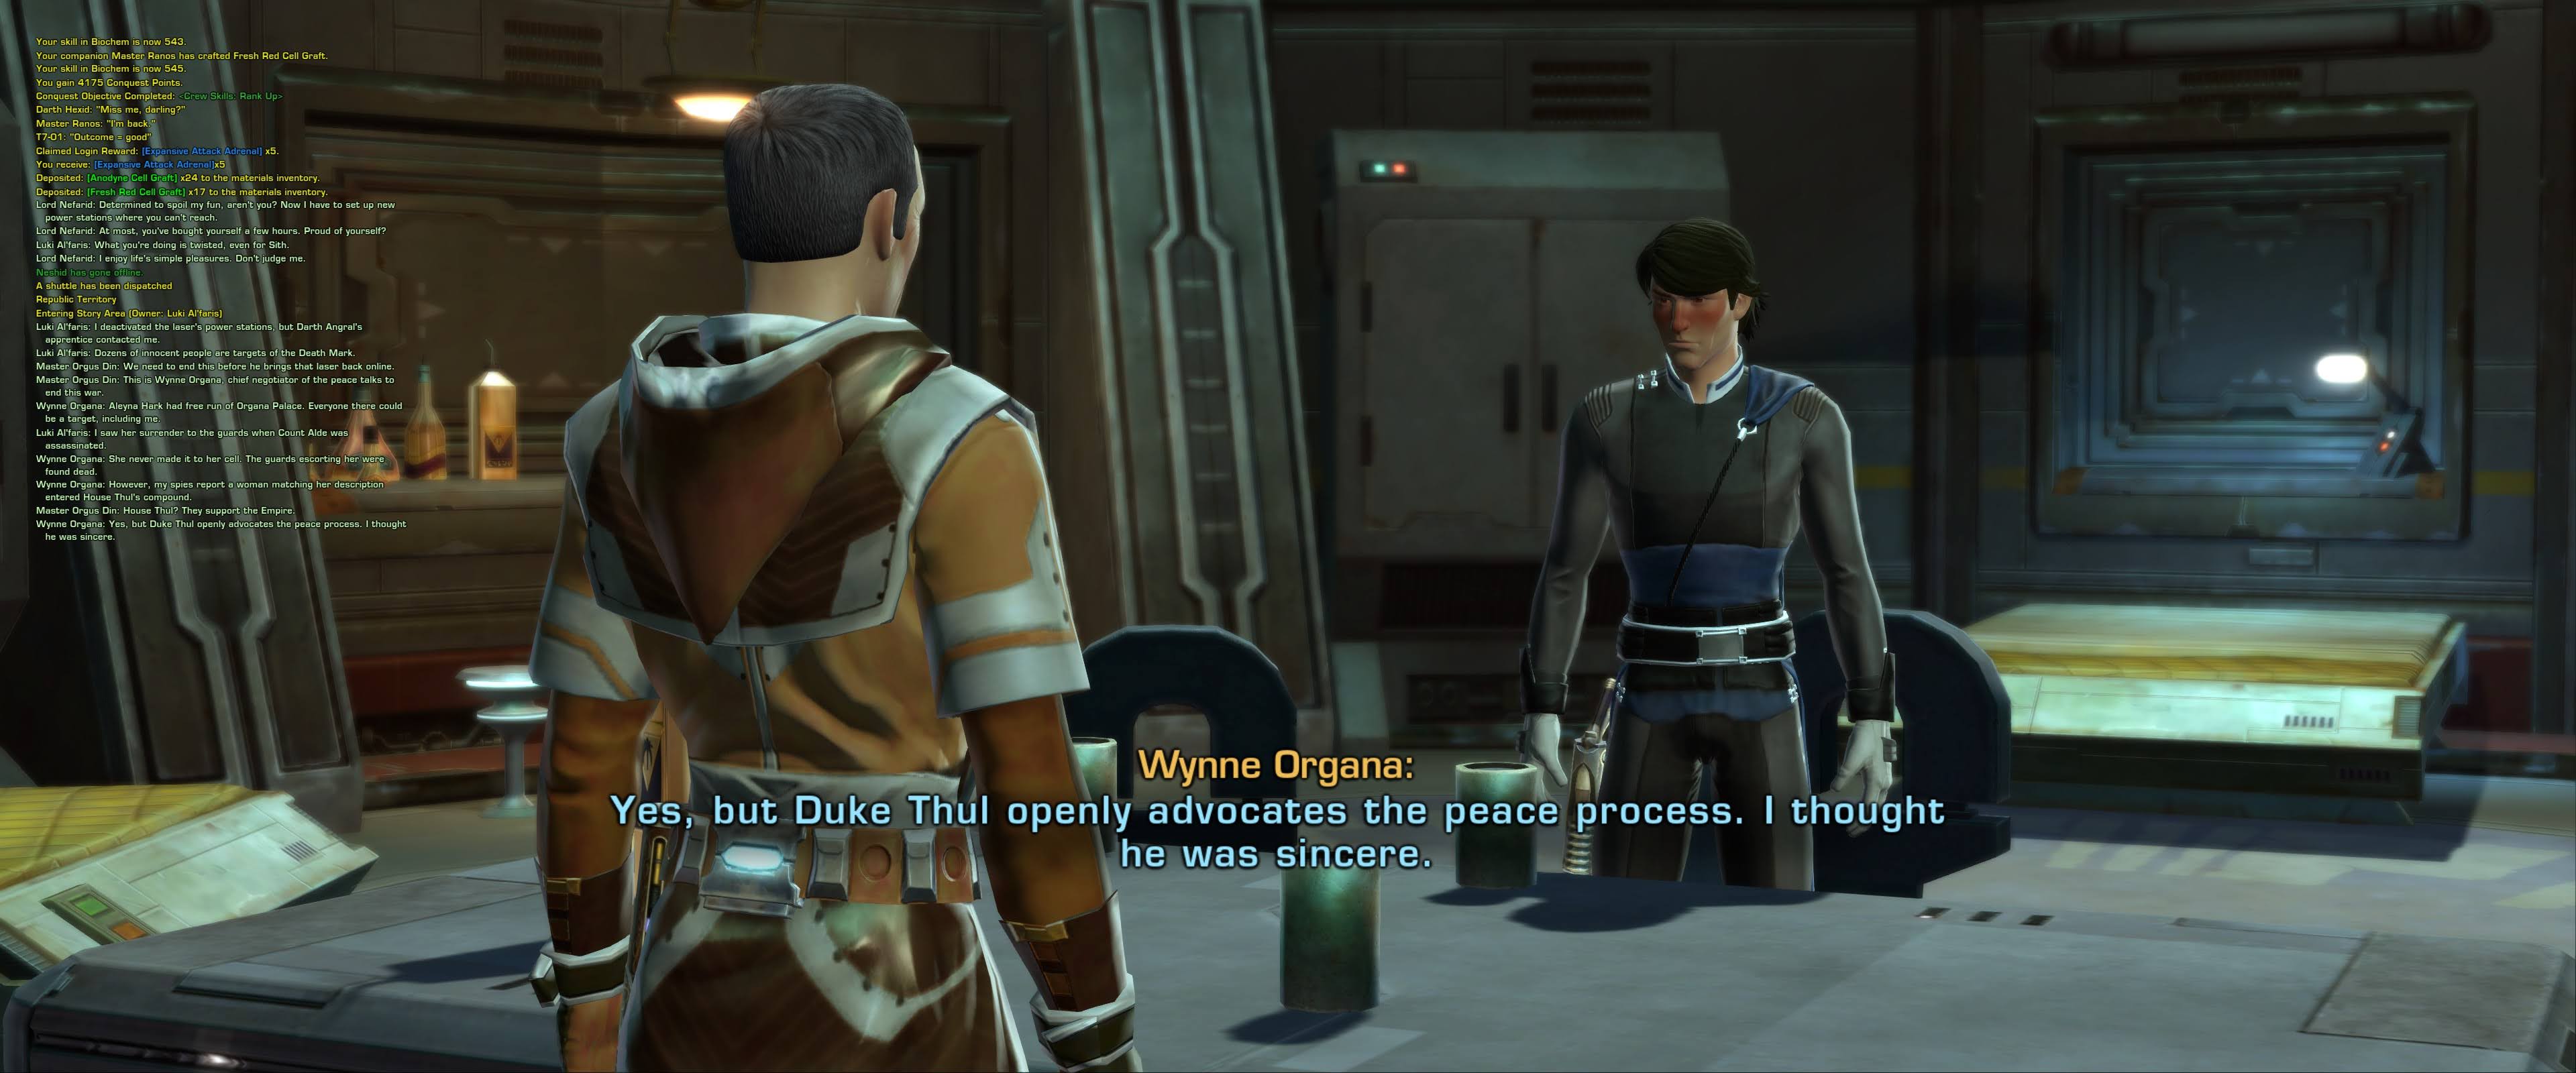 Your skill in Biochem is now 543.
Your companion Master Ranos has crafted Fresh Red Cell Graft.
Your skill in Biochem is now 545.
You gain 4175 Conquest Points.
Conquest Objective Completed: <Crew Skills: Rank Up>
Darth Hexid: "Miss me, darling?"
Master Ranos: "I'm back."
T7-01: "Outcome = good"
Claimed Login Reward: [Expansive Attack Adrenal] x5.
You receive: [Expansive Attack Adrenal]x5
Deposited: [Anodyne Cell Graft] x24 to the materials inventory.
Deposited: [Fresh Red Cell Graft] x17 to the materials inventory.
Lord Nefarid: Determined to spoil my fun, aren't you? Now I have to set up new
power stations where you can't reach.
Lord Nefarid: At most, you've bought yourself a few hours. Proud of yourself?
Luki Al'faris: What you're doing is twisted, even for Sith.
Lord Nefarid: I enjoy life's simple pleasures. Don't judge me.
Neshid has gone offline.
A shuttle has been dispatched
Republic Territory
Entering Story Area (Owner: Luki Al'faris)
Luki Al'faris: I deactivated the laser's power stations, but Darth Angral's
apprentice contacted me.
Luki Al'faris: Dozens of innocent people are targets of the Death Mark.
Master Orgus Din: We need to end this before he brings that laser back online.
Master Orgus Din: This is Wynne Organa, chief negotiator of the peace talks to
end this war.
Wynne Organa: Aleyna Hark had free run of Organa Palace. Everyone there could
be a target, including me.
Luki Al'faris: I saw her surrender to the guards when Count Alde was
assassinated.
Wynne Organa: She never made it to her cell. The guards escorting her were
found dead.
Wynne Organa: However, my spies report a woman matching her description
entered House Thul's compound.
Master Orgus Din: House Thul? They support the Empire.
Wynne Organa: Yes, but Duke Thul openly advocates the peace process. I thought
he was sincere.
Wynne Organa:
Yes, but Duke Thul openly advocates the peace process. I thought
he was sincere.